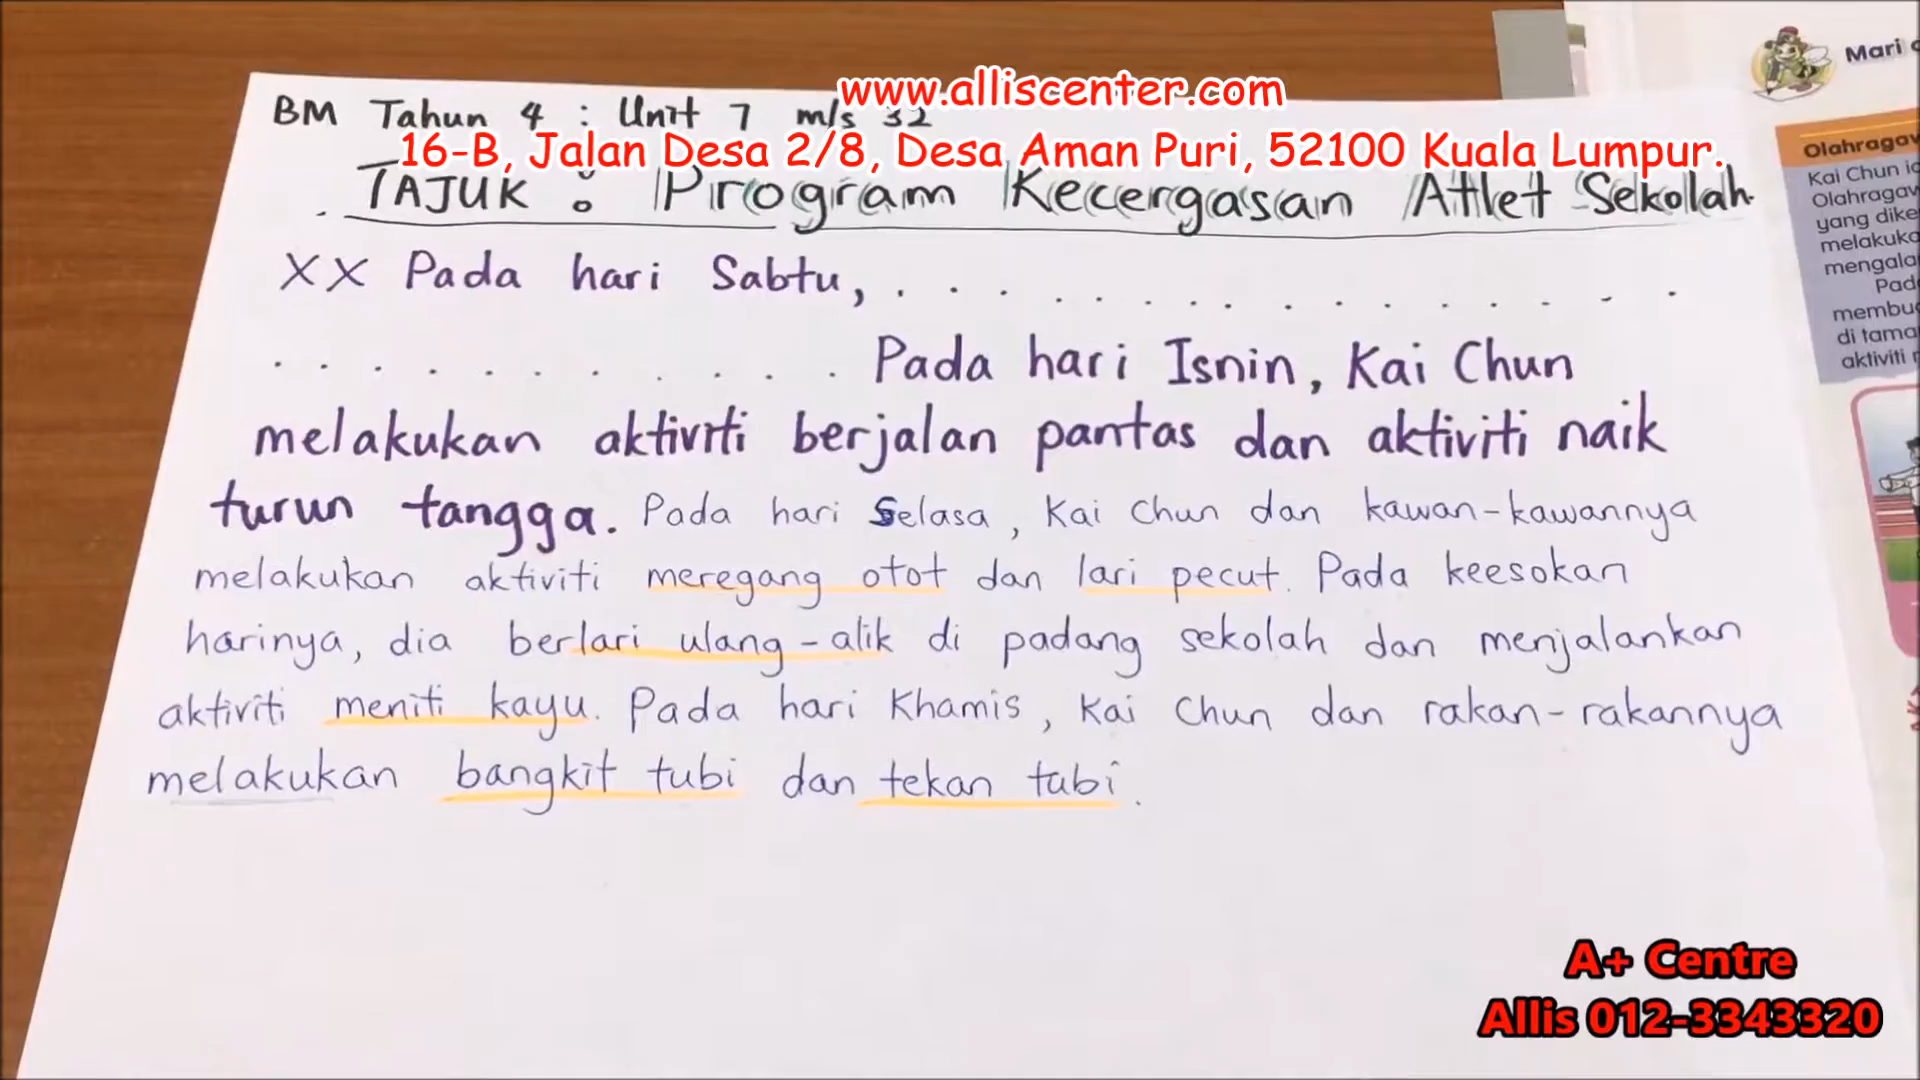 www.alliscenter.com
BM Tahun 4 : Unit 7 m/s 32
16-B, Jalan Desa 2/8, Desa Aman Puri, 52100 Kuala Lumpur.
TAJUK : Program Kecergasan Atlet Sekolah
XX Pada hari Sabtu, . . . . . . . . . . . . . . . .
. . . . . . . . . . . . Pada hari Isnin, Kai Chun
melakukan aktiviti berjalan pantas dan aktiviti naik
turun tangga. Pada hari Selasa, Kai Chun dan kawan-kawannya
melakukan aktiviti meregang otot dan lari pecut. Pada keesokan
harinya, dia berlari ulang-alik di padang sekolah dan menjalankan
aktiviti meniti kayu. Pada hari Khamis, Kai Chun dan rakan-rakannya
melakukan bangkit tubi dan tekan tubi.
Mari
Olahragaw
Kai Chun
Olahragaw
yang dike
melakuka
mengala
Pada
membu
di tama
aktiviti
A+ Centre
Allis 012-3343320